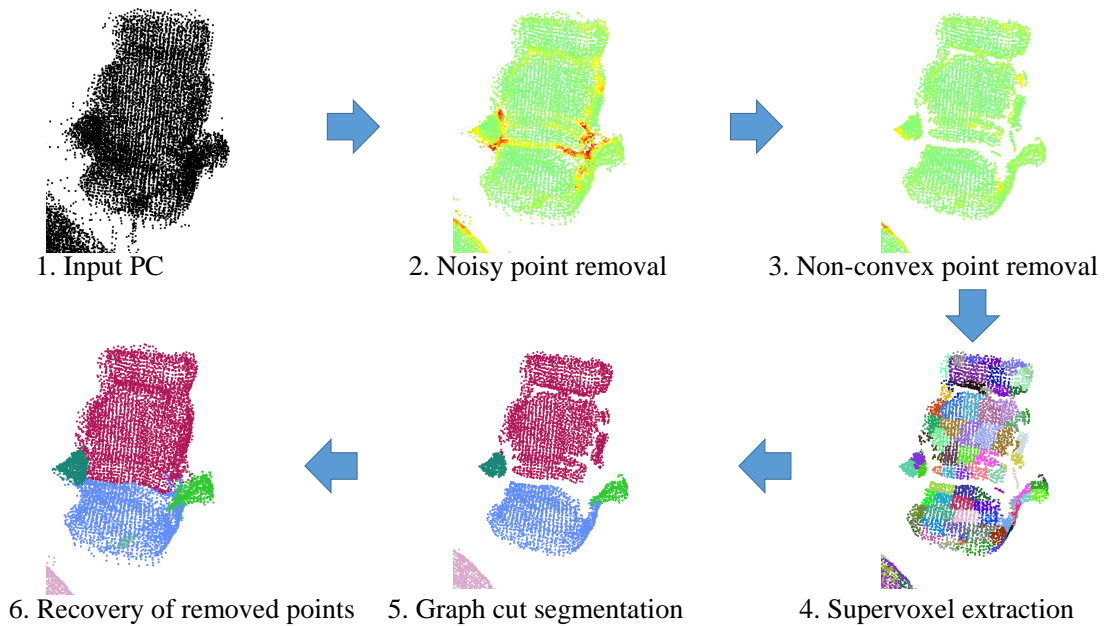 1. Input PC
2. Noisy point removal
3. Non-convex point removal
6. Recovery of removed points
5. Graph cut segmentation
4. Supervoxel extraction